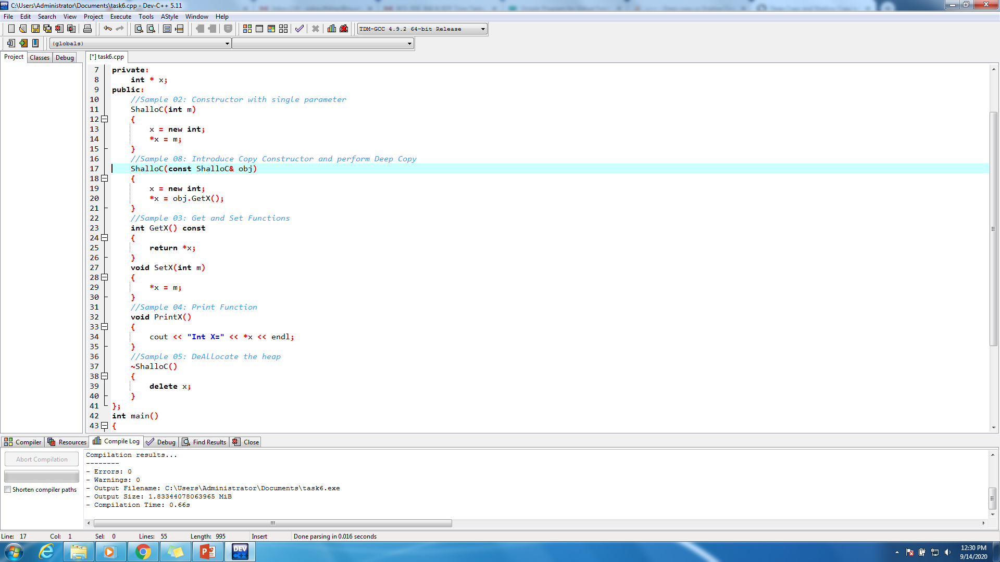 C:\Users\Administrator\Documents\task6.cpp - Dev-C++ 5.11
File Edit Search View Project Execute Tools AStyle Window Help
TDM-GCC 4.9.2 64-bit Release
(globals)
Project Classes Debug [*] task6.cpp
7 private:
8 int * x;
9 public:
10 //Sample 02: Constructor with single parameter
11 ShalloC(int m)
12 {
13 x = new int;
14 *x = m;
15 }
16 //Sample 08: Introduce Copy Constructor and perform Deep Copy
17 ShalloC(const ShalloC& obj)
18 {
19 x = new int;
20 *x = obj.GetX();
21 }
22 //Sample 03: Get and Set Functions
23 int GetX() const
24 {
25 return *x;
26 }
27 void SetX(int m)
28 {
29 *x = m;
30 }
31 //Sample 04: Print Function
32 void PrintX()
33 {
34 cout << "Int X=" << *x << endl;
35 }
36 //Sample 05: DeAllocate the heap
37 ~ShalloC()
38 {
39 delete x;
40 }
41 };
42 int main()
43 {
Compiler Resources Compile Log Debug Find Results Close
Abort Compilation
Shorten compiler paths
Compilation results...
--------
- Errors: 0
- Warnings: 0
- Output Filename: C:\Users\Administrator\Documents\task6.exe
- Output Size: 1.83344078063965 MiB
- Compilation Time: 0.66s
Line: 17 Col: 1 Sel: 0 Lines: 55 Length: 995 Insert Done parsing in 0.016 seconds
DEV C++
12:30 PM
9/14/2020